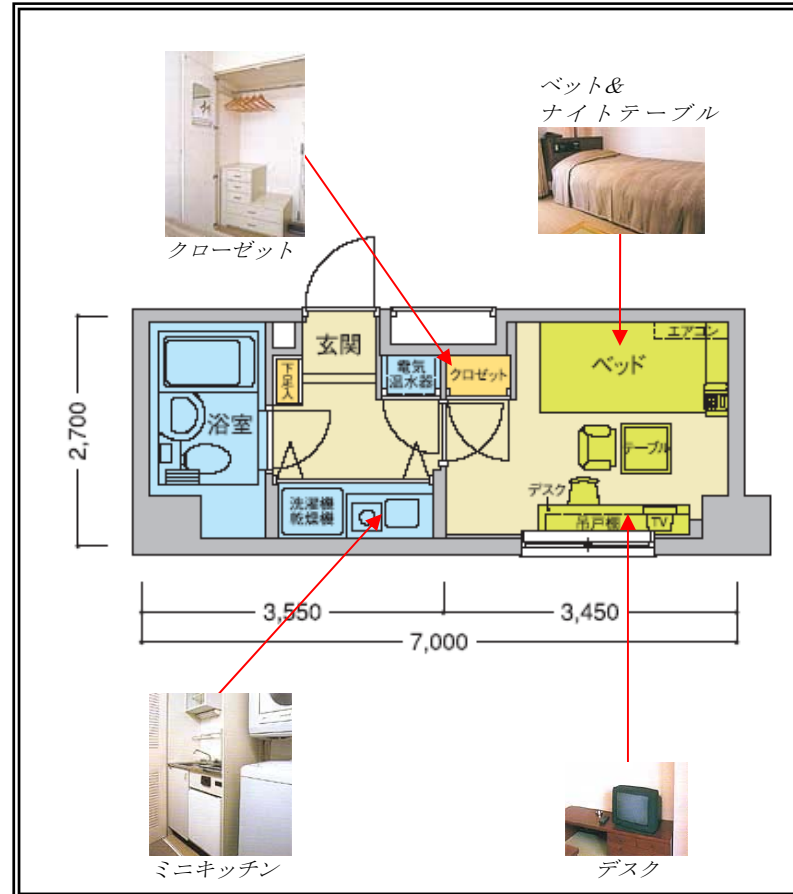 ベット&
ナイトテーブル
クローゼット
玄関
エアコン
ベッド
下足入
電気
温水器
クロゼット
浴室
テーブル
2,700
デスク
洗濯機
乾燥機
吊戸棚
TV
3,550
3,450
7,000
ミニキッチン
デスク